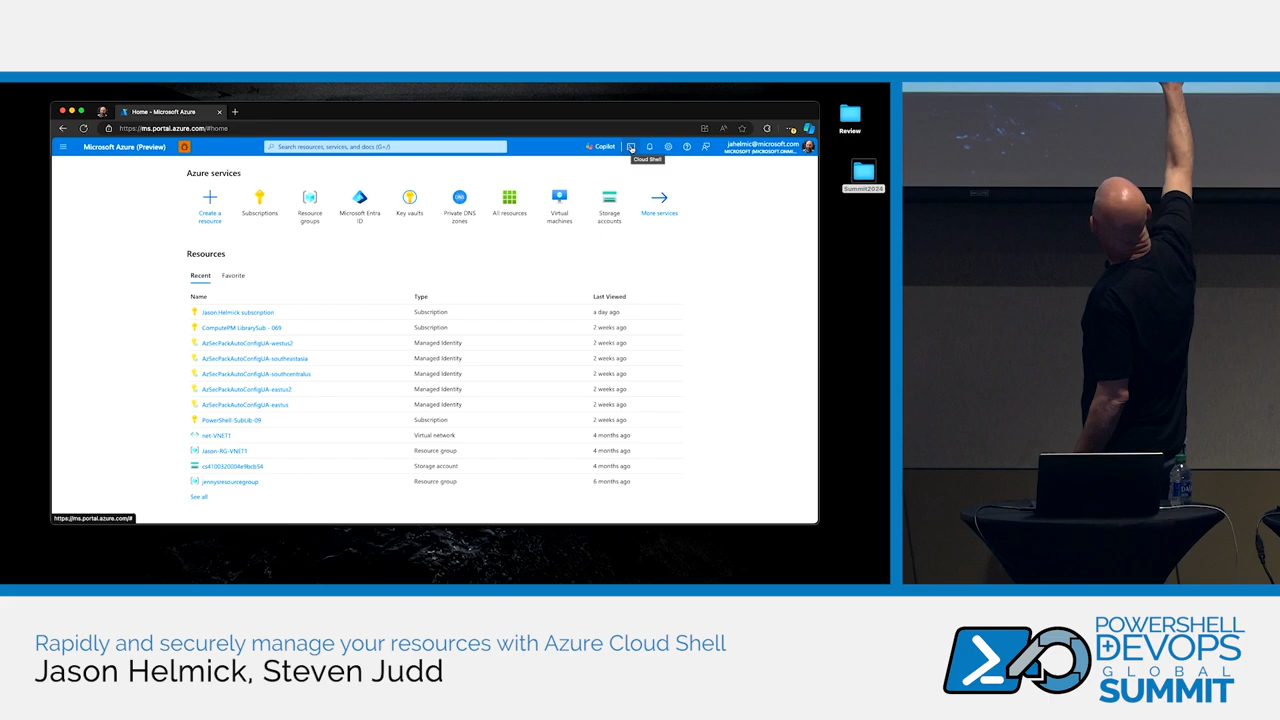 Home - Microsoft Azure
https://ms.portal.azure.com/#home
Microsoft Azure (Preview)
Search resources, services, and docs (G+/)
Copilot
jahelmic@microsoft.com
MICROSOFT (MICROSOFT.ONMI...
Cloud Shell
Review
Summit2024
Azure services
Create a resource
Subscriptions
Resource groups
Microsoft Entra ID
Key vaults
Private DNS zones
All resources
Virtual machines
Storage accounts
More services
Resources
Recent Favorite
Name Type Last Viewed
Jason Helmick subscription Subscription a day ago
ComputePM LibrarySub - 069 Subscription 2 weeks ago
AzSecPackAutoConfigUA-westus2 Managed Identity 2 weeks ago
AzSecPackAutoConfigUA-southeastasia Managed Identity 2 weeks ago
AzSecPackAutoConfigUA-southcentralus Managed Identity 2 weeks ago
AzSecPackAutoConfigUA-eastus2 Managed Identity 2 weeks ago
AzSecPackAutoConfigUA-eastus Managed Identity 2 weeks ago
PowerShell-SubLib-09 Subscription 2 weeks ago
net-VNET1 Virtual network 4 months ago
Jason-RG-VNET1 Resource group 4 months ago
cs4100320004e9bcb54 Storage account 4 months ago
jennysresourcegroup Resource group 6 months ago
See all
https://ms.portal.azure.com/#
Rapidly and securely manage your resources with Azure Cloud Shell
Jason Helmick, Steven Judd
POWERSHELL
DEVOPS
GLOBAL
SUMMIT